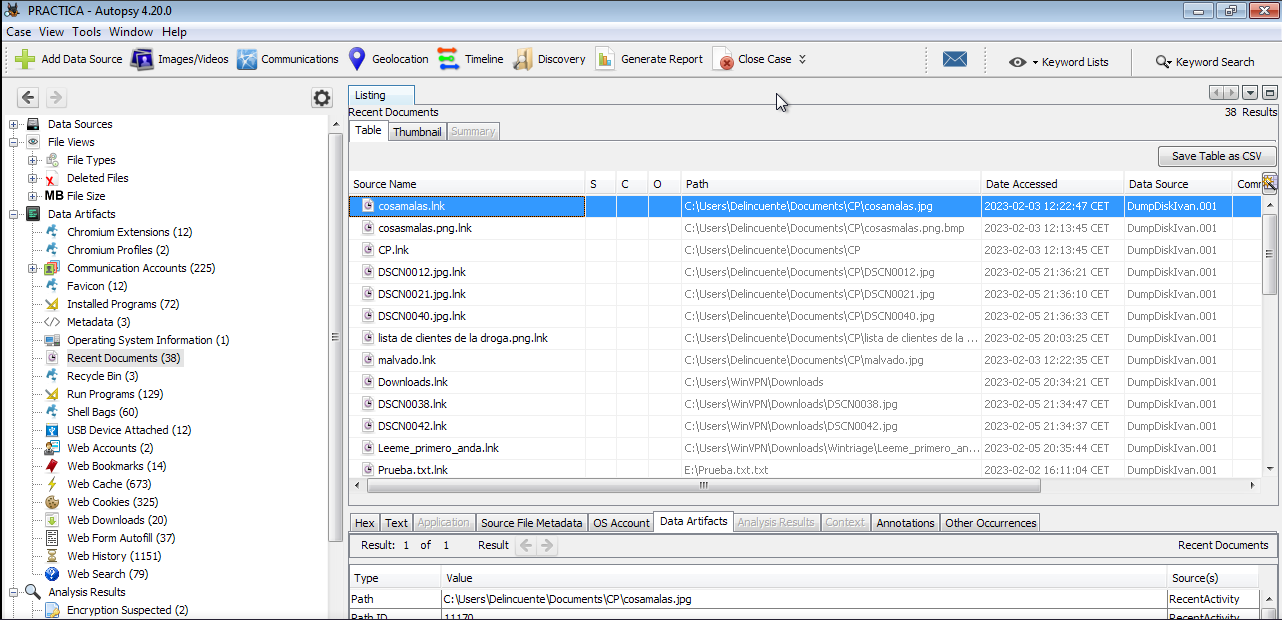 PRACTICA - Autopsy 4.20.0
Case View Tools Window Help
Add Data Source Images/Videos Communications Geolocation Timeline Discovery Generate Report Close Case Keyword Lists Keyword Search
Data Sources
File Views
File Types
Deleted Files
MB File Size
Data Artifacts
Chromium Extensions (12)
Chromium Profiles (2)
Communication Accounts (225)
Favicon (12)
Installed Programs (72)
Metadata (3)
Operating System Information (1)
Recent Documents (38)
Recycle Bin (3)
Run Programs (129)
Shell Bags (60)
USB Device Attached (12)
Web Accounts (2)
Web Bookmarks (14)
Web Cache (673)
Web Cookies (325)
Web Downloads (20)
Web Form Autofill (37)
Web History (1151)
Web Search (79)
Analysis Results
Encryption Suspected (2)
Listing
Recent Documents 38 Results
Table Thumbnail Summary
Save Table as CSV
Source Name S C O Path Date Accessed Data Source Com
cosamalas.lnk C:\Users\Delincuente\Documents\CP\cosamalas.jpg 2023-02-03 12:22:47 CET DumpDiskIvan.001
cosasmalas.png.lnk C:\Users\Delincuente\Documents\CP\cosasmalas.png.bmp 2023-02-03 12:13:45 CET DumpDiskIvan.001
CP.lnk C:\Users\Delincuente\Documents\CP 2023-02-03 12:13:45 CET DumpDiskIvan.001
DSCN0012.jpg.lnk C:\Users\Delincuente\Documents\CP\DSCN0012.jpg 2023-02-05 21:36:21 CET DumpDiskIvan.001
DSCN0021.jpg.lnk C:\Users\Delincuente\Documents\CP\DSCN0021.jpg 2023-02-05 21:36:10 CET DumpDiskIvan.001
DSCN0040.jpg.lnk C:\Users\Delincuente\Documents\CP\DSCN0040.jpg 2023-02-05 21:36:33 CET DumpDiskIvan.001
lista de clientes de la droga.png.lnk C:\Users\Delincuente\Documents\CP\lista de clientes de la ... 2023-02-05 20:03:25 CET DumpDiskIvan.001
malvado.lnk C:\Users\Delincuente\Documents\CP\malvado.jpg 2023-02-03 12:22:35 CET DumpDiskIvan.001
Downloads.lnk C:\Users\WinVPN\Downloads 2023-02-05 20:34:21 CET DumpDiskIvan.001
DSCN0038.lnk C:\Users\WinVPN\Downloads\DSCN0038.jpg 2023-02-05 21:34:47 CET DumpDiskIvan.001
DSCN0042.lnk C:\Users\WinVPN\Downloads\DSCN0042.jpg 2023-02-05 21:34:37 CET DumpDiskIvan.001
Leeme_primero_anda.lnk C:\Users\WinVPN\Downloads\Wintriage\Leeme_primero_an... 2023-02-05 20:35:44 CET DumpDiskIvan.001
Prueba.txt.lnk E:\Prueba.txt.txt 2023-02-02 16:11:04 CET DumpDiskIvan.001
Hex Text Application Source File Metadata OS Account Data Artifacts Analysis Results Context Annotations Other Occurrences
Result: 1 of 1 Result Recent Documents
Type Value Source(s)
Path C:\Users\Delincuente\Documents\CP\cosamalas.jpg RecentActivity
Path ID 11170 RecentActivity